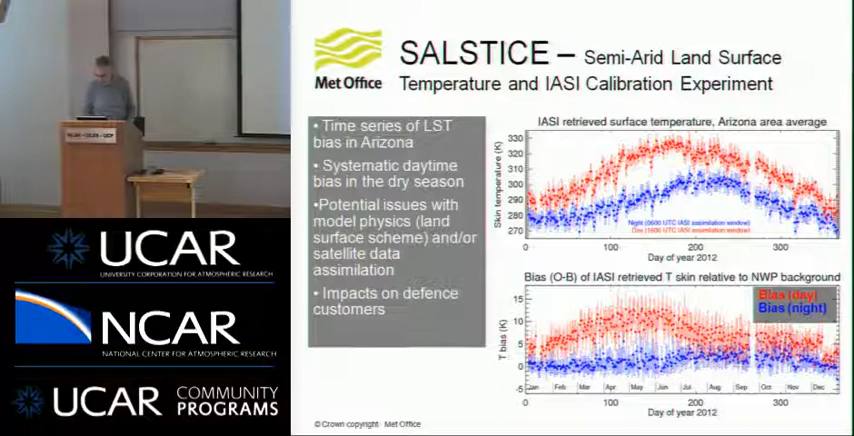 Met Office
SALSTICE – Semi-Arid Land Surface
Temperature and IASI Calibration Experiment
• Time series of LST
bias in Arizona
• Systematic daytime
bias in the dry season
•Potential issues with
model physics (land
surface scheme) and/or
satellite data
assimilation
• Impacts on defence
customers
IASI retrieved surface temperature, Arizona area average
Skin temperature (K)
330
320
310
300
290
280
270
Night (0600 UTC IASI assimilation window)
Day (1800 UTC IASI assimilation window)
0 100 200 300
Day of year 2012
Bias (O-B) of IASI retrieved T skin relative to NWP background
Bias (day)
Bias (night)
T bias (K)
15
10
5
0
-5
Jan Feb Mar Apr May Jun Jul Aug Sep Oct Nov Dec
0 100 200 300
Day of year 2012
© Crown copyright Met Office
UCAR
UNIVERSITY CORPORATION FOR ATMOSPHERIC RESEARCH
NCAR
NATIONAL CENTER FOR ATMOSPHERIC RESEARCH
UCAR COMMUNITY
PROGRAMS